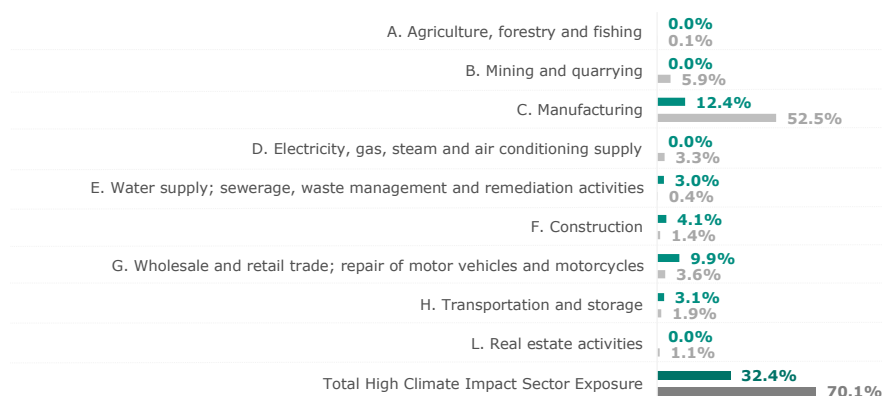 A. Agriculture, forestry and fishing
0.0%
0.1%
B. Mining and quarrying
0.0%
5.9%
C. Manufacturing
12.4%
52.5%
D. Electricity, gas, steam and air conditioning supply
0.0%
3.3%
E. Water supply; sewerage, waste management and remediation activities
3.0%
0.4%
F. Construction
4.1%
1.4%
G. Wholesale and retail trade; repair of motor vehicles and motorcycles
9.9%
3.6%
H. Transportation and storage
3.1%
1.9%
L. Real estate activities
0.0%
1.1%
Total High Climate Impact Sector Exposure
32.4%
70.1%